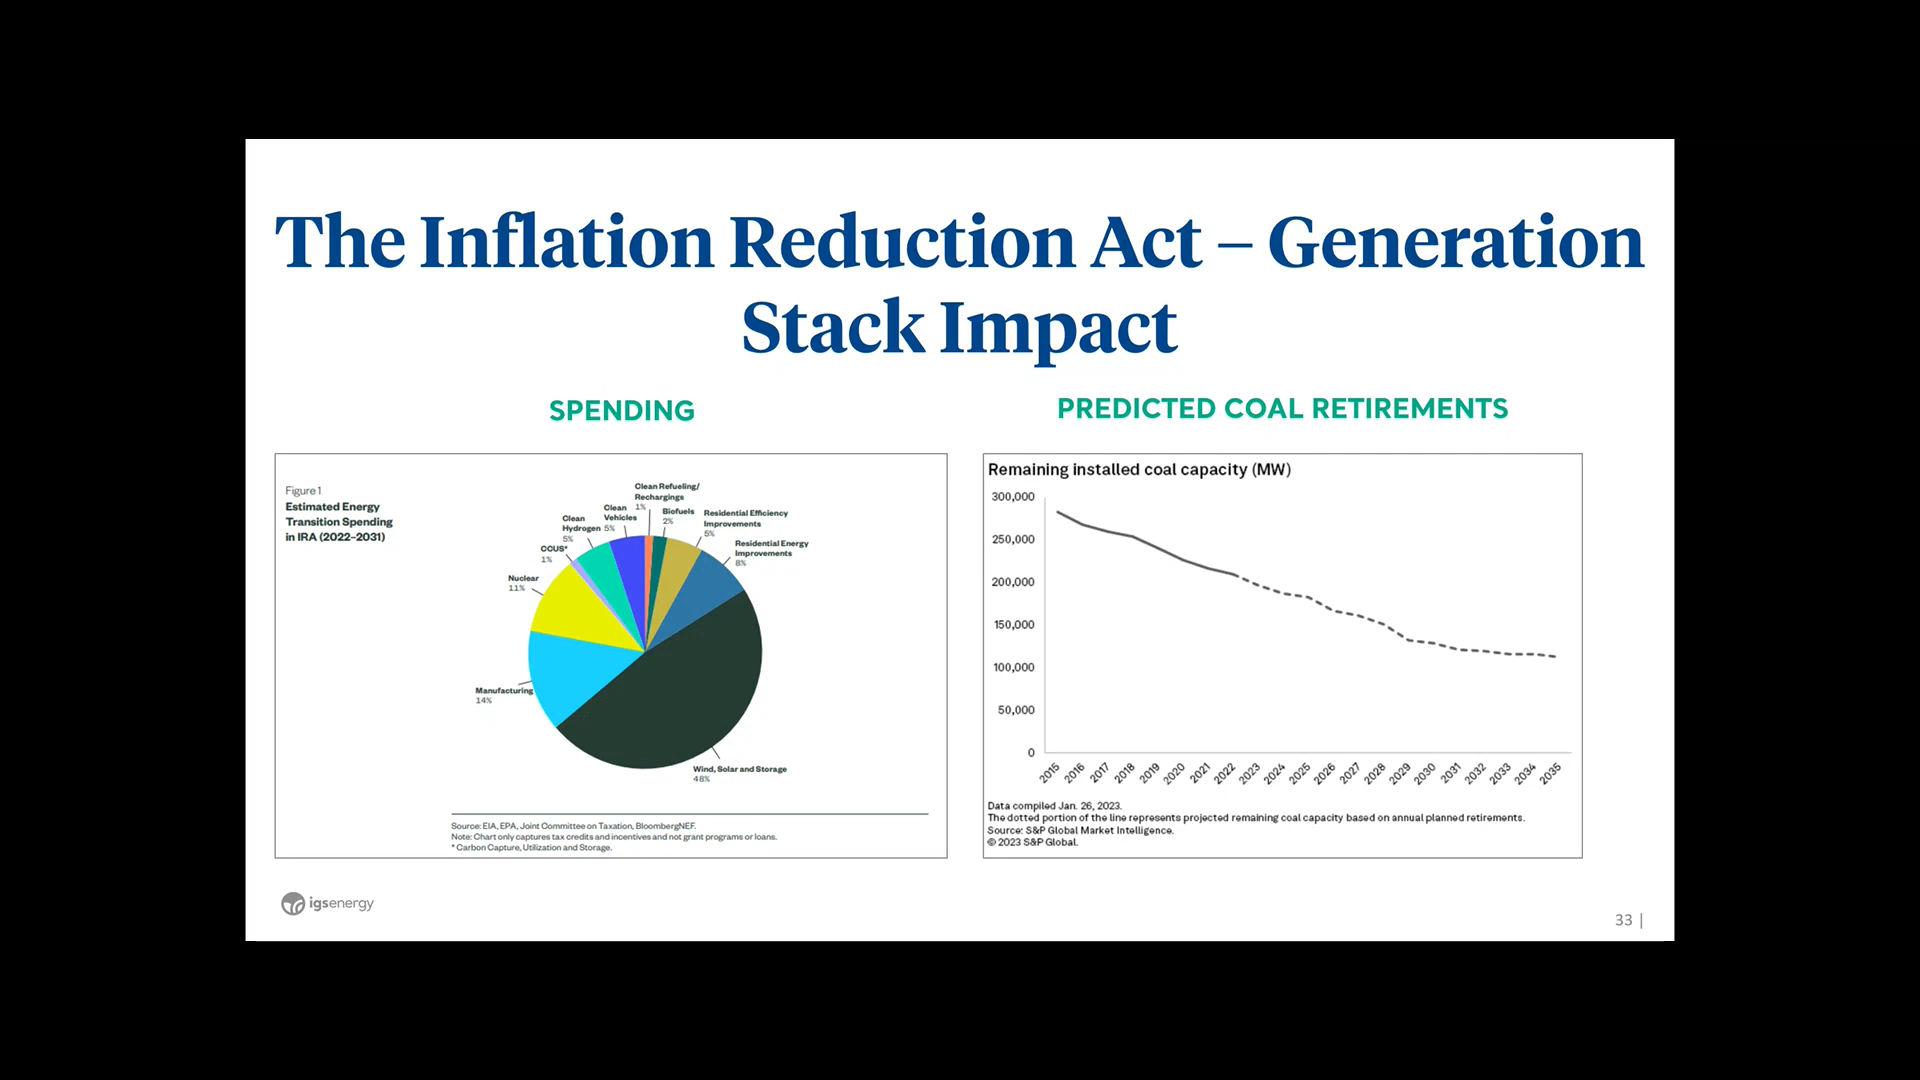 The Inflation Reduction Act – Generation
Stack Impact
SPENDING
Figure 1
Estimated Energy
Transition Spending
in IRA (2022–2031)
Clean Refueling/
Rechargings
1%
Biofuels
2%
Residential Efficiency
Improvements
5%
Residential Energy
Improvements
8%
Wind, Solar and Storage
48%
Manufacturing
14%
Nuclear
11%
CCUS*
1%
Clean
Hydrogen
5%
Clean
Vehicles
5%
Source: EIA, EPA, Joint Committee on Taxation, BloombergNEF.
Note: Chart only captures tax credits and incentives and not grant programs or loans.
* Carbon Capture, Utilization and Storage.
PREDICTED COAL RETIREMENTS
Remaining installed coal capacity (MW)
300,000
250,000
200,000
150,000
100,000
50,000
0
2015 2016 2017 2018 2019 2020 2021 2022 2023 2024 2025 2026 2027 2028 2029 2030 2031 2032 2033 2034 2035
Data compiled Jan. 26, 2023.
The dotted portion of the line represents projected remaining coal capacity based on annual planned retirements.
Source: S&P Global Market Intelligence.
© 2023 S&P Global.
igsenergy
33 |